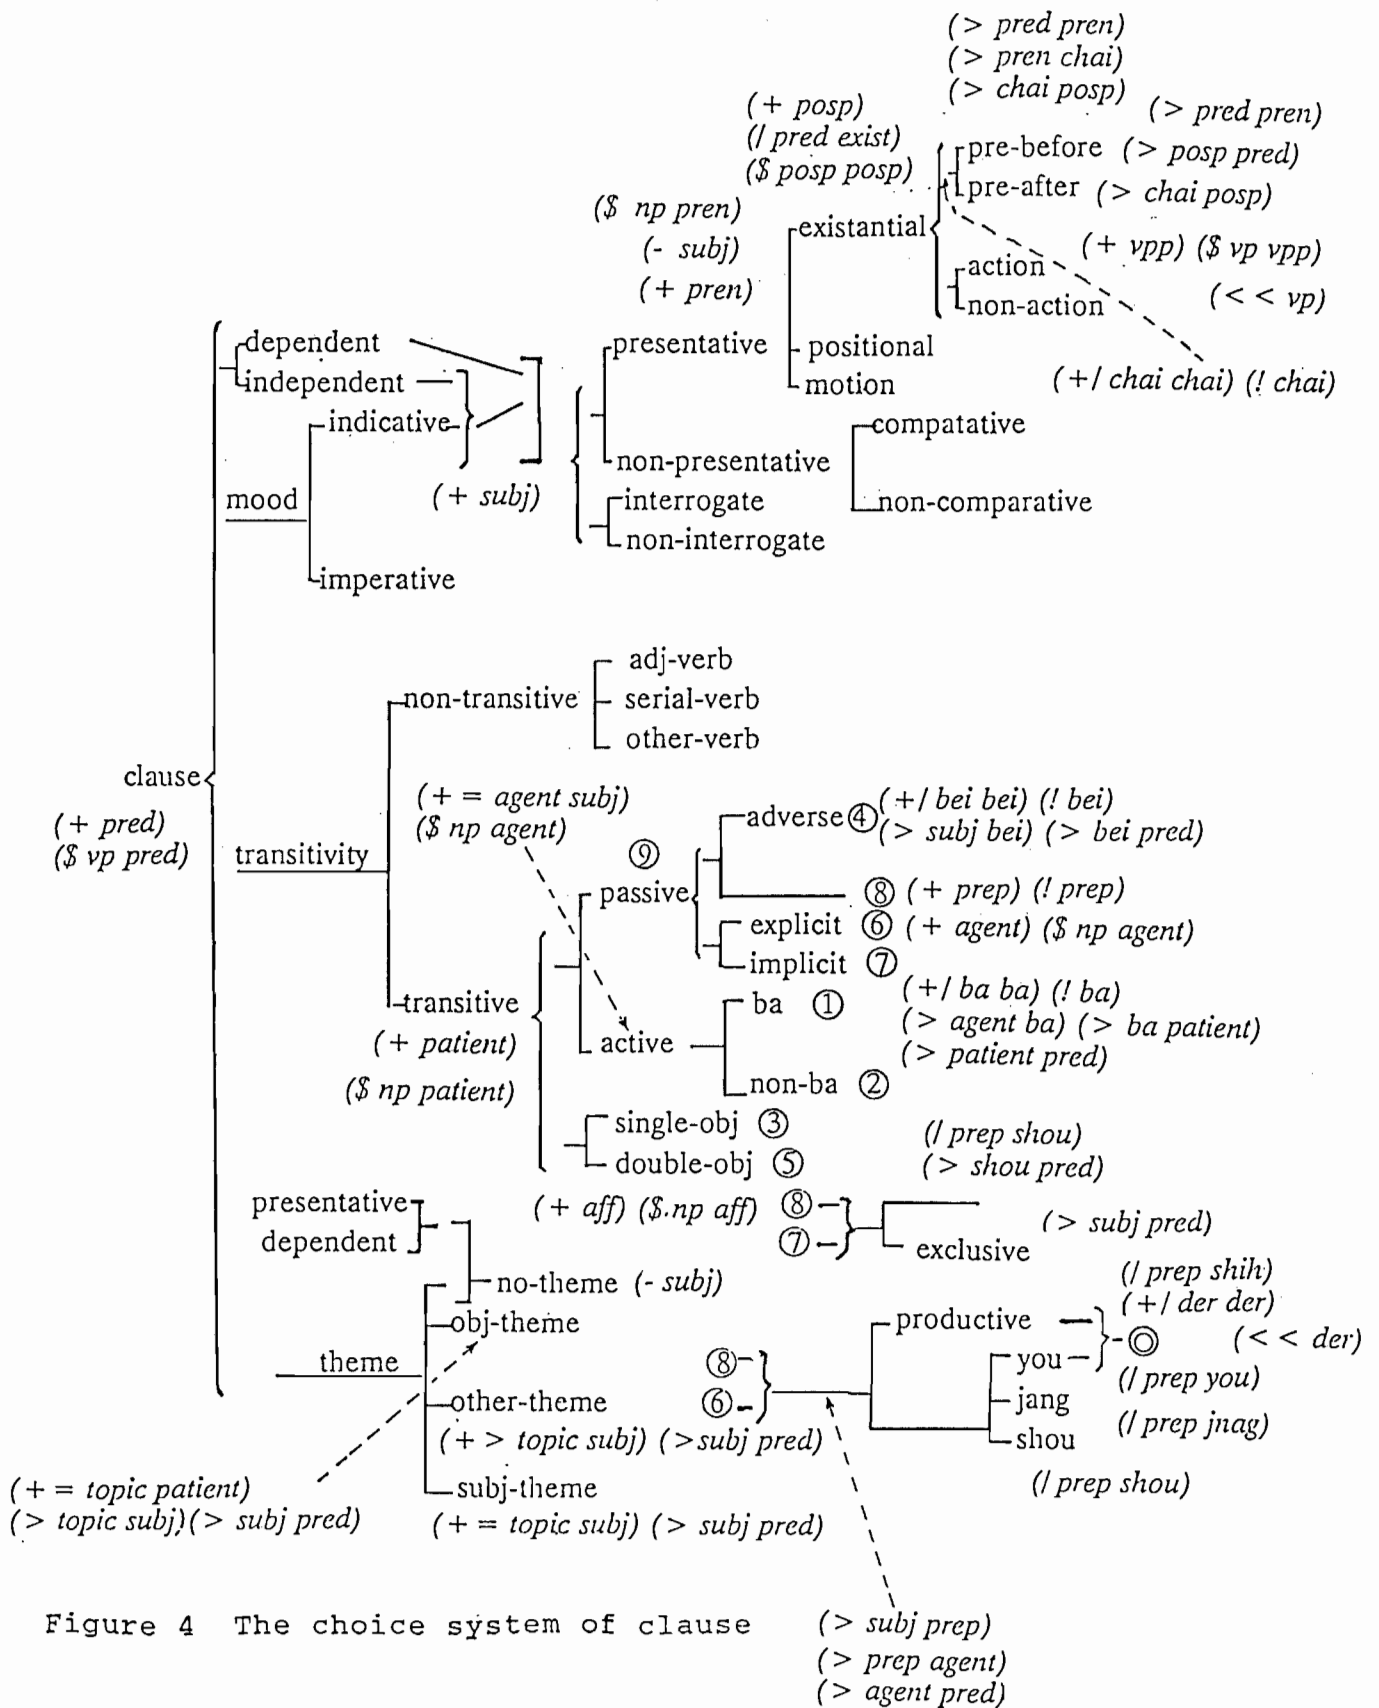 (> pred pren)
(> pren chai)
(> chai posp)
(+ posp)
(> pred pren)
(/ pred exist)
pre-before (> posp pred)
($ posp posp)
pre-after (> chai posp)
($ np pren)
existantial
(- subj)
(+ vpp) ($ vp vpp)
action
(+ pren)
non-action
(< < vp)
dependent
presentative
positional
independent
motion
(+/ chai chai) (! chai)
indicative
compatative
non-presentative
mood
(+ subj)
interrogate
non-comparative
non-interrogate
imperative
adj-verb
non-transitive
serial-verb
other-verb
clause
(+ = agent subj)
(+/ bei bei) (! bei)
(+ pred)
($ np agent)
adverse ④
(> subj bei) (> bei pred)
($ vp pred)
transitivity
⑨
passive
⑧ (+ prep) (! prep)
explicit ⑥ (+ agent) ($ np agent)
implicit ⑦
transitive
ba ①
(+/ ba ba) (! ba)
(> agent ba) (> ba patient)
(+ patient)
active
(> patient pred)
($ np patient)
non-ba ②
single-obj ③
(/ prep shou)
double-obj ⑤
(> shou pred)
presentative
(+ aff) ($.np aff)
⑧
(> subj pred)
dependent
⑦
exclusive
no-theme (- subj)
(/ prep shih)
(+/ der der)
obj-theme
productive
◎
(< < der)
theme
⑧
you
(/ prep you)
other-theme
⑥
jang
(/ prep jnag)
(+ > topic subj) (>subj pred)
shou
(+ = topic patient)
subj-theme
(/ prep shou)
(> topic subj)(> subj pred)
(+ = topic subj) (> subj pred)
Figure 4 The choice system of clause
(> subj prep)
(> prep agent)
(> agent pred)